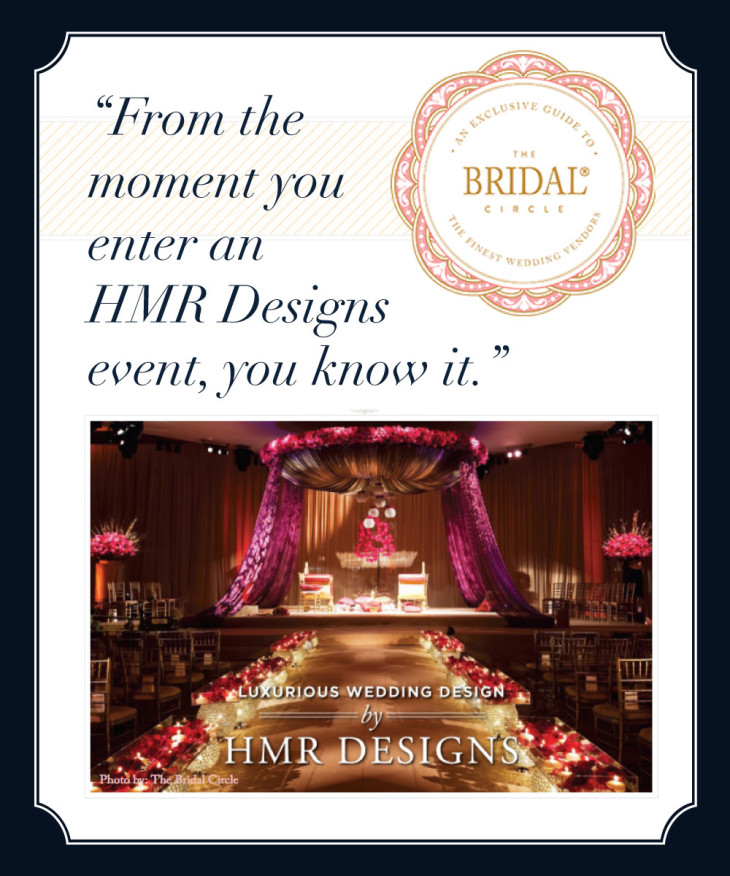 “From the
moment you
enter an
HMR Designs
event, you know it.”
· AN EXCLUSIVE GUIDE TO ·
THE
BRIDAL®
CIRCLE
THE FINEST WEDDING VENDORS
LUXURIOUS WEDDING DESIGN
by
HMR DESIGNS
Photo by: The Bridal Circle